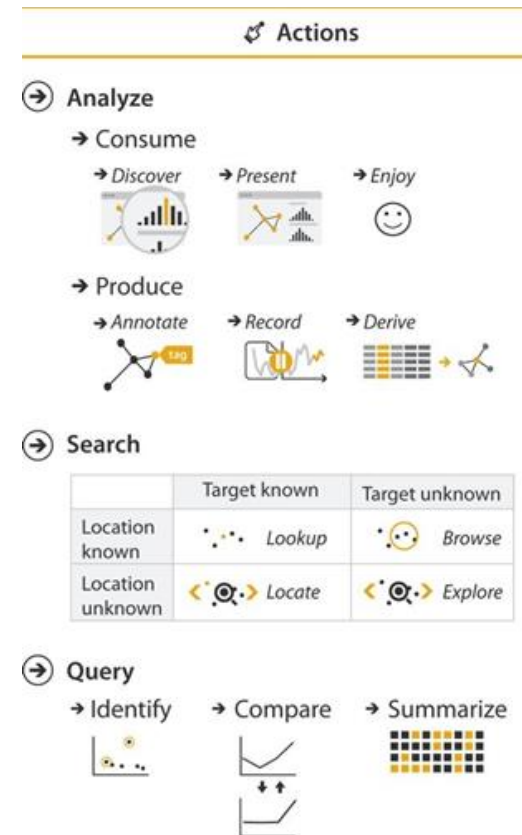 Actions
Analyze
Consume
Discover Present Enjoy
Produce
Annotate Record Derive
tag
Search
Target known Target unknown
Location known Lookup Browse
Location unknown Locate Explore
Query
Identify Compare Summarize